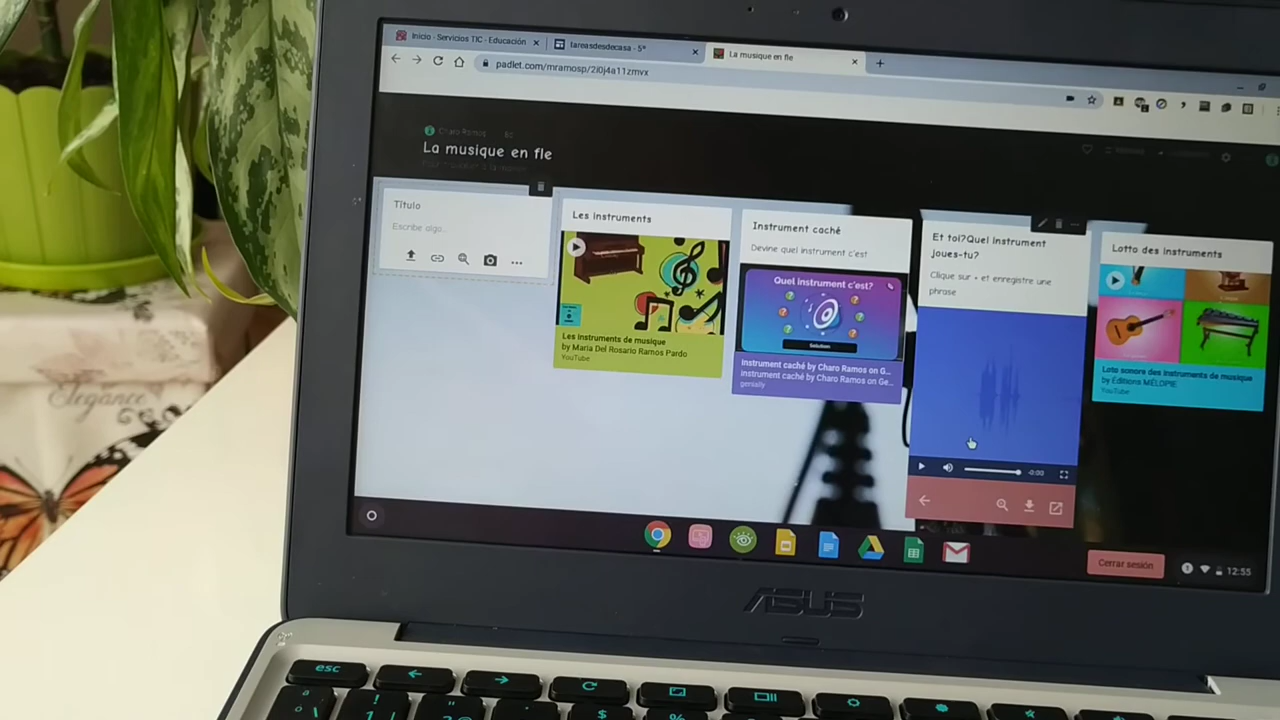 Inicio - Servicios TIC - Educación
tareasdesdecasa - 5º
La musique en fle
padlet.com/mramosp/2i0j4a11zmvx
Charo Ramos
La musique en fle
Título
Escribe algo...
Les instruments
Les instruments de musique
by Maria Del Rosario Ramos Pardo
YouTube
Instrument caché
Devine quel instrument c'est
Quel instrument c'est?
Solution
Instrument caché by Charo Ramos on G...
instrument caché by Charo Ramos on Ge...
genially
Et toi?Quel instrument
joues-tu?
Clique sur + et enregistre une
phrase
-0:00
Lotto des instruments
Loto sonore des instruments de musique
by Éditions MÉLOPIE
YouTube
Cerrar sesión
12:55
ASUS
esc